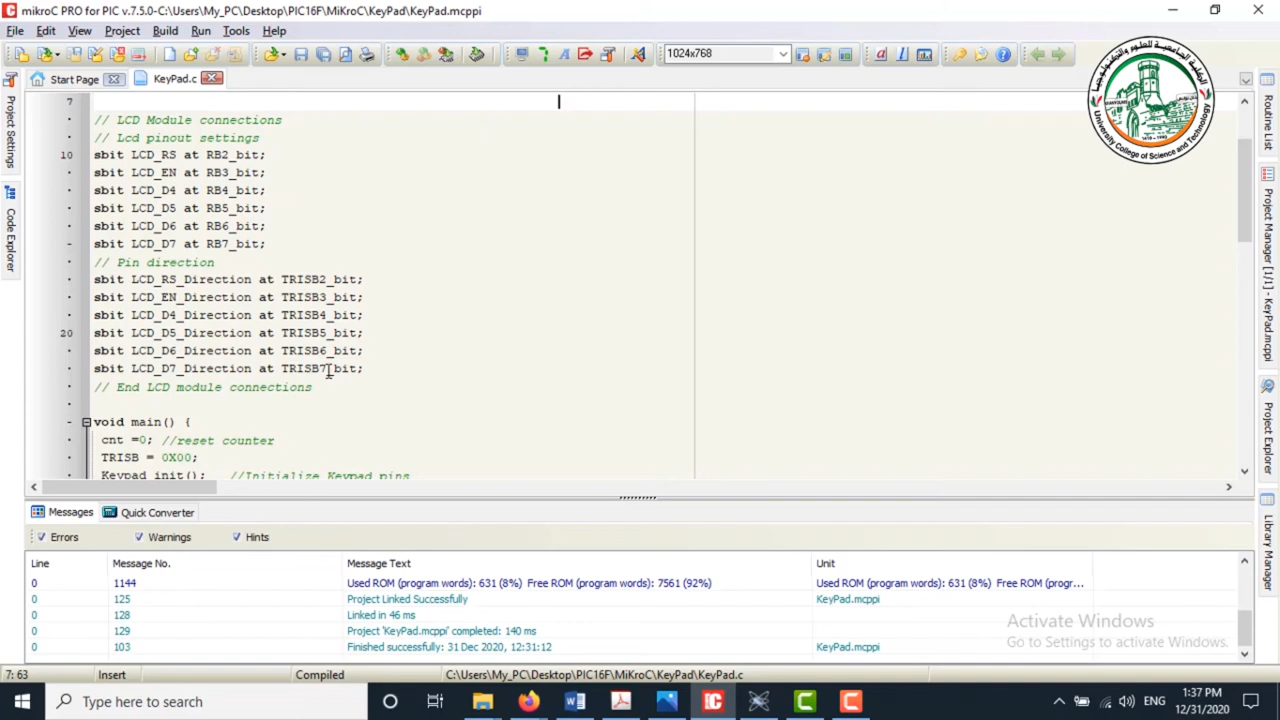 mikroC PRO for PIC v.7.5.0-C:\Users\My_PC\Desktop\PIC16F\MiKroC\KeyPad\KeyPad.mcppi
File Edit View Project Build Run Tools Help
1024x768
Start Page KeyPad.c
7
// LCD Module connections
// Lcd pinout settings
10 sbit LCD_RS at RB2_bit;
sbit LCD_EN at RB3_bit;
sbit LCD_D4 at RB4_bit;
sbit LCD_D5 at RB5_bit;
sbit LCD_D6 at RB6_bit;
sbit LCD_D7 at RB7_bit;
// Pin direction
sbit LCD_RS_Direction at TRISB2_bit;
sbit LCD_EN_Direction at TRISB3_bit;
sbit LCD_D4_Direction at TRISB4_bit;
20 sbit LCD_D5_Direction at TRISB5_bit;
sbit LCD_D6_Direction at TRISB6_bit;
sbit LCD_D7_Direction at TRISB7_bit;
// End LCD module connections
void main() {
cnt =0; //reset counter
TRISB = 0X00;
Keypad_init(); //Initialize Keypad pins
Project Settings
Code Explorer
Routine List
Project Manager [1/1] - KeyPad.mcppi
Project Explorer
Library Manager
University College of Science and Technology
Messages Quick Converter
Errors Warnings Hints
Line Message No. Message Text Unit
0 1144 Used ROM (program words): 631 (8%) Free ROM (program words): 7561 (92%) Used ROM (program words): 631 (8%) Free ROM (progr...
0 125 Project Linked Successfully KeyPad.mcppi
0 128 Linked in 46 ms
0 129 Project 'KeyPad.mcppi' completed: 140 ms
0 103 Finished successfully: 31 Dec 2020, 12:31:12 KeyPad.mcppi
Activate Windows
Go to Settings to activate Windows.
7: 63 Insert Compiled C:\Users\My_PC\Desktop\PIC16F\MiKroC\KeyPad\KeyPad.c
Type here to search
ENG
1:37 PM
12/31/2020